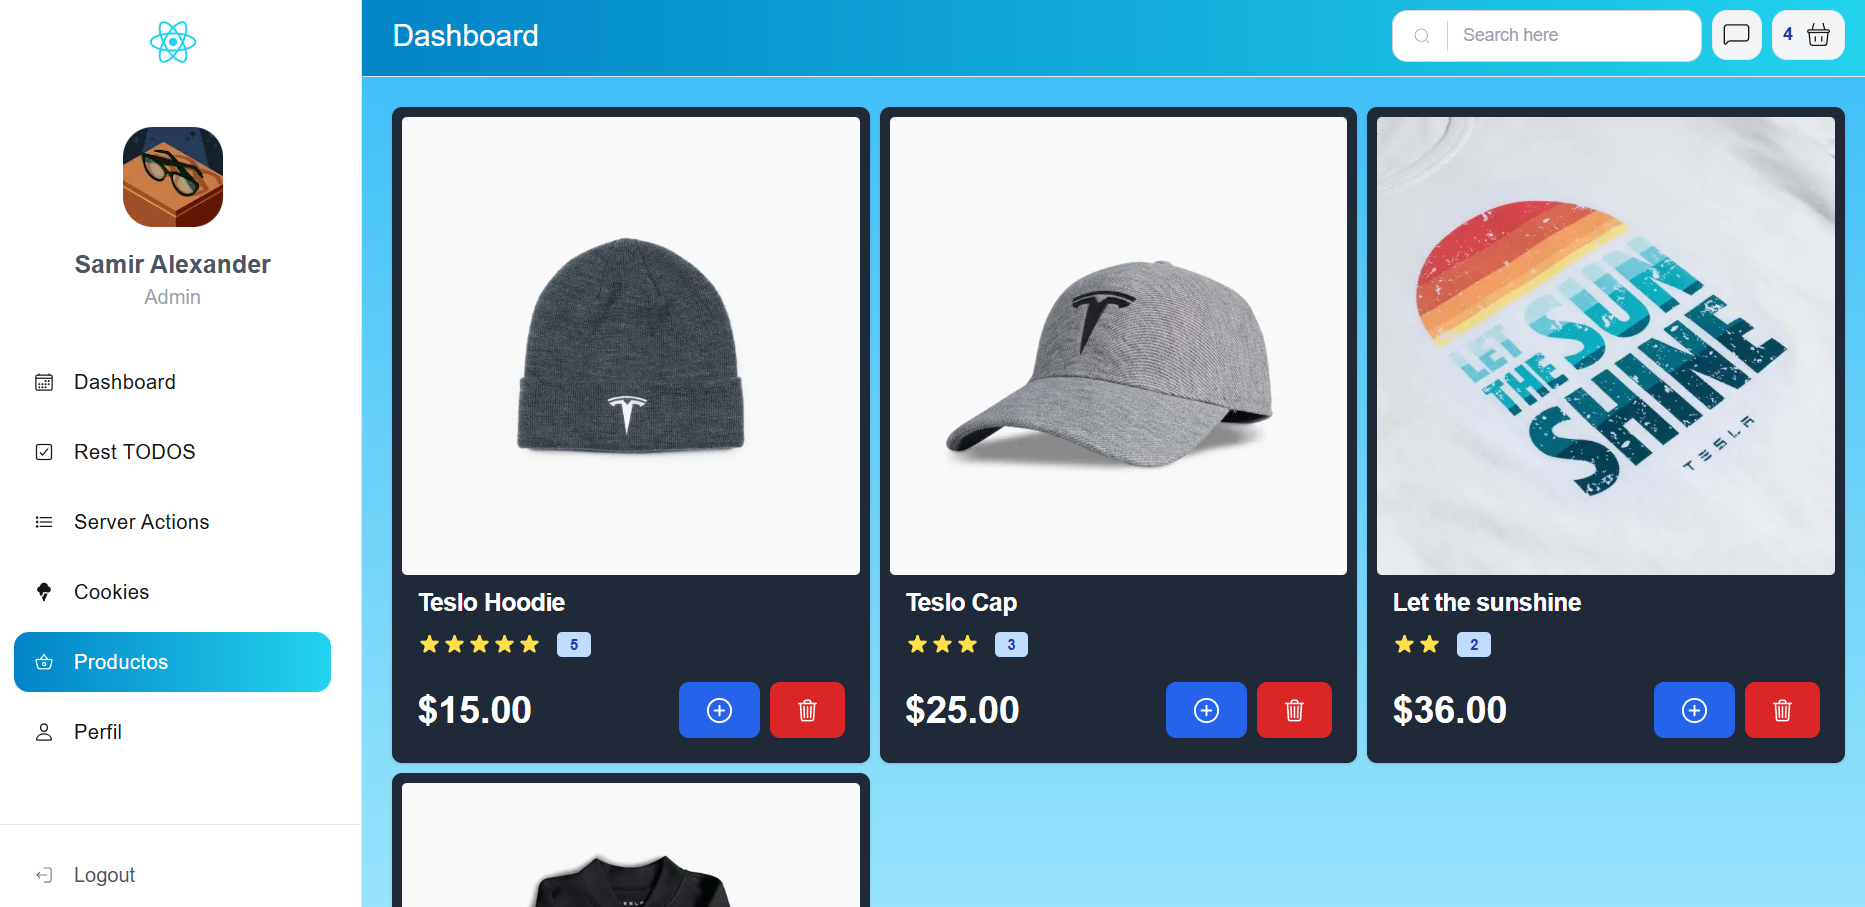 Dashboard
Search here
4
Samir Alexander
Admin
Dashboard
Rest TODOS
Server Actions
Cookies
Productos
Perfil
Logout
LET
THE SUN
SHINE
TESLA
Teslo Hoodie
5
$15.00
Teslo Cap
3
$25.00
Let the sunshine
2
$36.00
TESLA